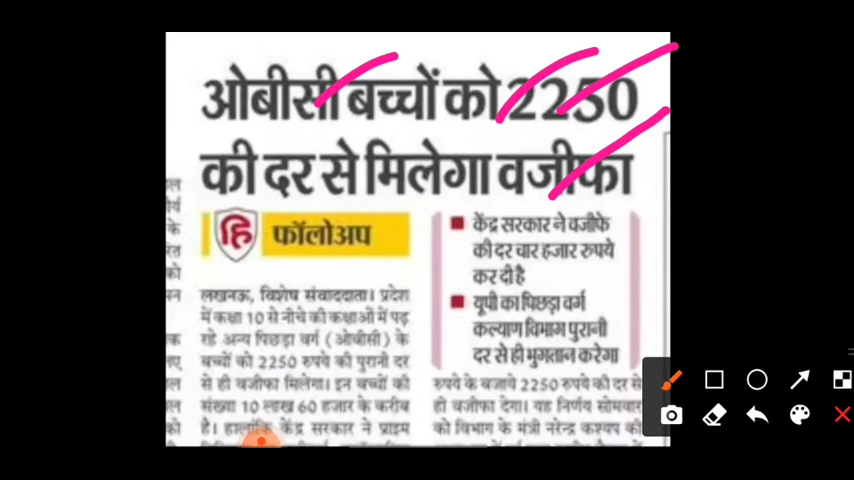 ओबीसी बच्चों को 2250
की दर से मिलेगा वजीफा
हि फॉलोअप
केंद्र सरकार ने वजीफे
की दर चार हजार रुपये
कर दी है
यूपी का पिछड़ा वर्ग
कल्याण विभाग पुरानी
दर से ही भुगतान करेगा
लखनऊ, विशेष संवाददाता। प्रदेश
में कक्षा 10 से नीचे की कक्षाओं में पढ़
रहे अन्य पिछड़ा वर्ग (ओबीसी) के
बच्चों को 2250 रुपये की पुरानी दर
से ही वजीफा मिलेगा। इन बच्चों की
संख्या 10 लाख 60 हजार के करीब
है। हालांकि केंद्र सरकार ने प्राइम
रुपये के बजाये 2250 रुपये की दर से
ही वजीफा देगा। यह निर्णय सोमवार
को विभाग के मंत्री नरेन्द्र कश्यप की